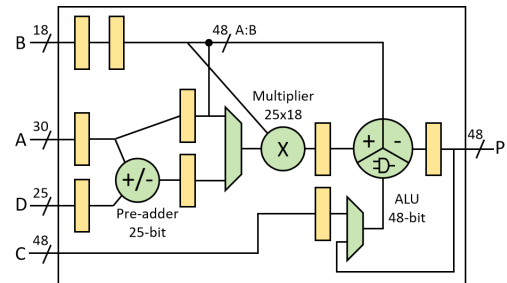 B 18 48 A:B
+ -
Multiplier
25x18
A 30
X
48 P
D 25
+/-
Pre-adder
25-bit
ALU
48-bit
C 48